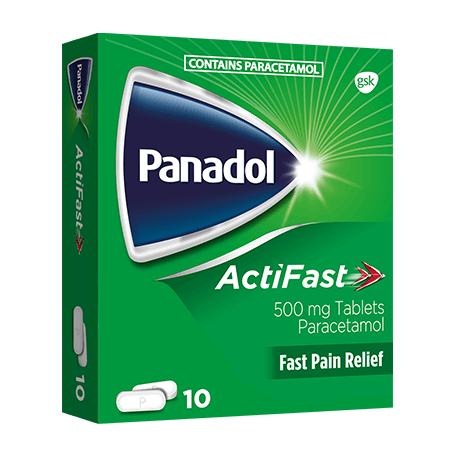 CONTAINS PARACETAMOL
gsk
Panadol
ActiFast
500 mg Tablets
Paracetamol
Fast Pain Relief
10
P
Panadol
ActiFast
10